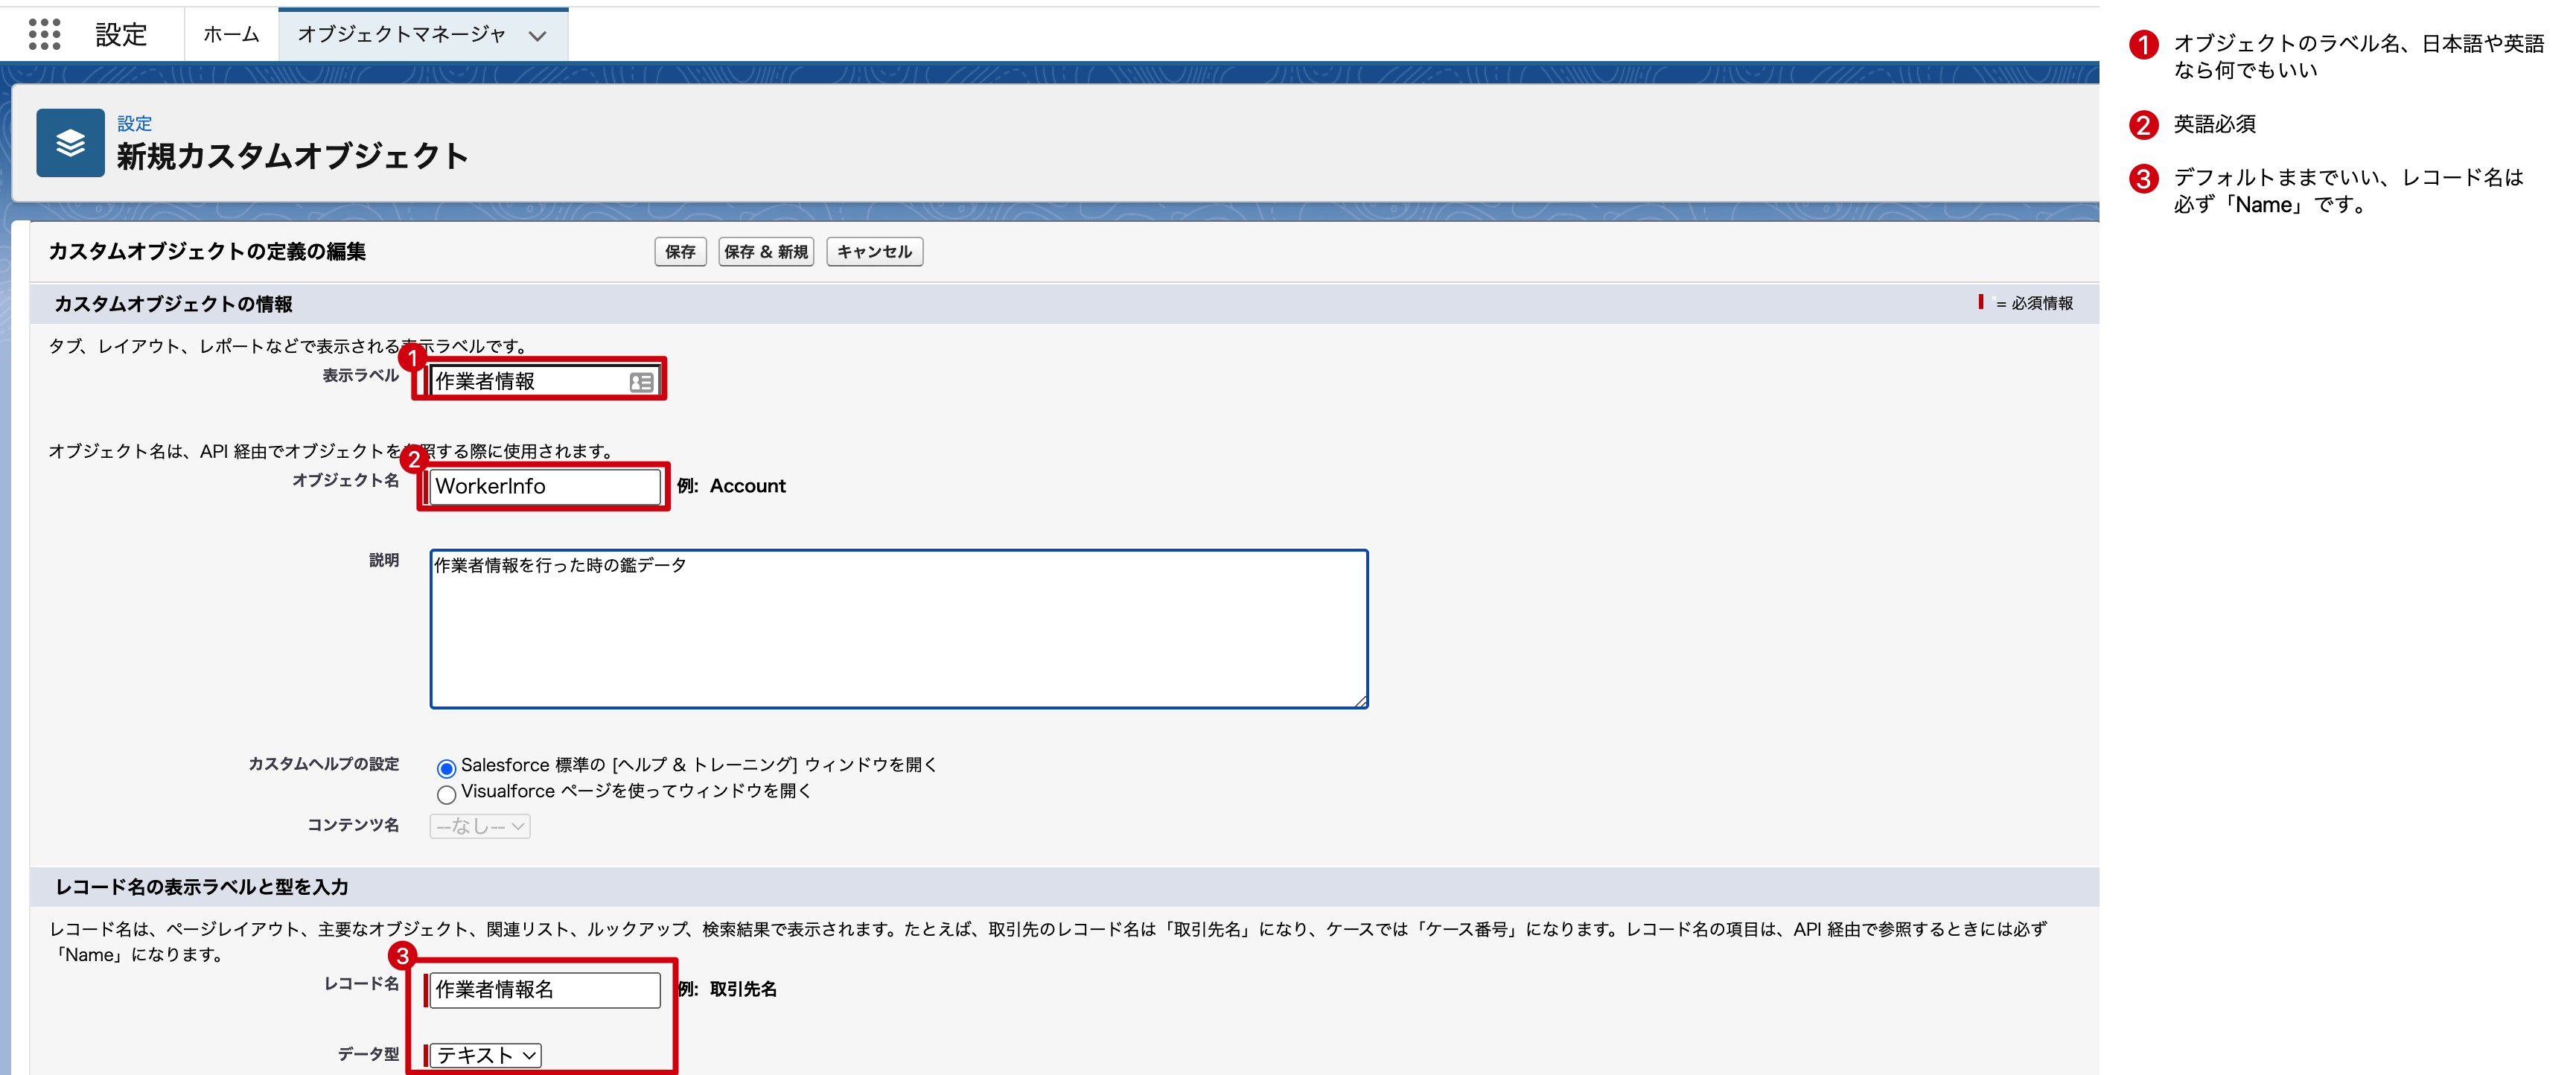 設定
ホーム
オブジェクトマネージャ
設定
新規カスタムオブジェクト
カスタムオブジェクトの定義の編集
保存
保存 & 新規
キャンセル
カスタムオブジェクトの情報
= 必須情報
タブ、レイアウト、レポートなどで表示される表示ラベルです。
1
表示ラベル
作業者情報
オブジェクト名は、API 経由でオブジェクトを参照する際に使用されます。
2
オブジェクト名
WorkerInfo
例: Account
説明
作業者情報を行った時の鑑データ
カスタムヘルプの設定
Salesforce 標準の [ヘルプ & トレーニング] ウィンドウを開く
Visualforce ページを使ってウィンドウを開く
コンテンツ名
--なし--
レコード名の表示ラベルと型を入力
レコード名は、ページレイアウト、主要なオブジェクト、関連リスト、ルックアップ、検索結果で表示されます。たとえば、取引先のレコード名は「取引先名」になり、ケースでは「ケース番号」になります。レコード名の項目は、API 経由で参照するときには必ず
「Name」になります。
3
レコード名
作業者情報名
例: 取引先名
データ型
テキスト
1 オブジェクトのラベル名、日本語や英語
なら何でもいい
2 英語必須
3 デフォルトままでいい、レコード名は
必ず「Name」です。